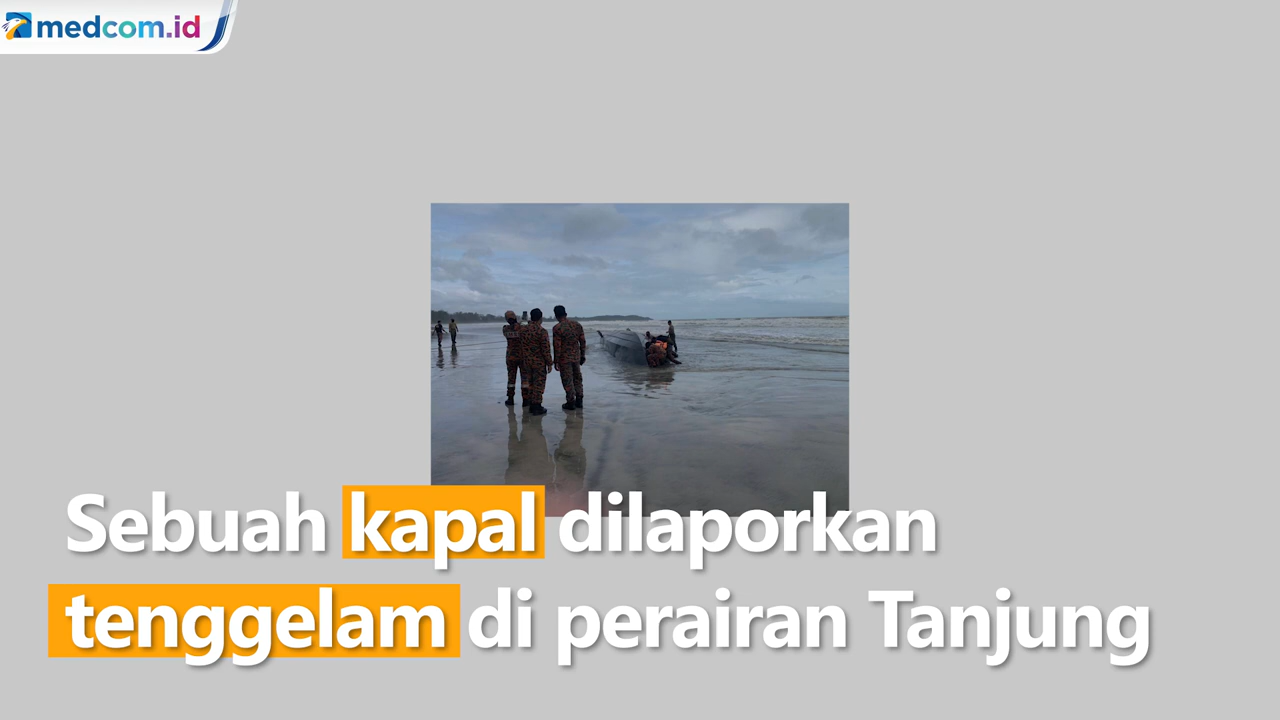 medcom.id
Sebuah kapal dilaporkan
tenggelam di perairan Tanjung